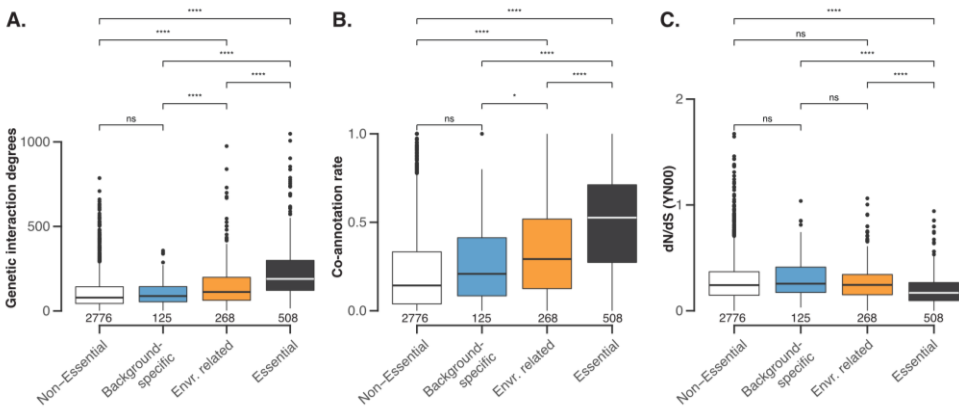 A.
****
****
****
****
****
ns
Genetic interaction degrees
1000
500
0
2776
125
268
508
Non−Essential
Background-
specific
Envr. related
Essential
B.
****
****
****
****
*
ns
Co-annotation rate
1.0
0.5
0.0
2776
125
268
508
Non−Essential
Background-
specific
Envr. related
Essential
C.
****
ns
****
****
ns
ns
dN/dS (YN00)
2
1
0
2776
125
268
508
Non−Essential
Background-
specific
Envr. related
Essential